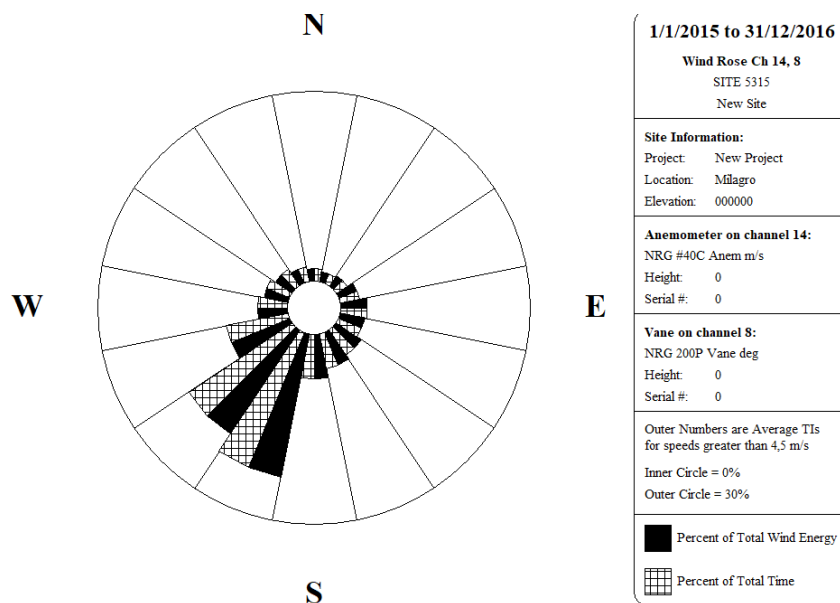 N
W
E
S
1/1/2015 to 31/12/2016
Wind Rose Ch 14, 8
SITE 5315
New Site
Site Information:
Project: New Project
Location: Milagro
Elevation: 000000
Anemometer on channel 14:
NRG #40C Anem m/s
Height: 0
Serial #: 0
Vane on channel 8:
NRG 200P Vane deg
Height: 0
Serial #: 0
Outer Numbers are Average TIs
for speeds greater than 4,5 m/s
Inner Circle = 0%
Outer Circle = 30%
Percent of Total Wind Energy
Percent of Total Time